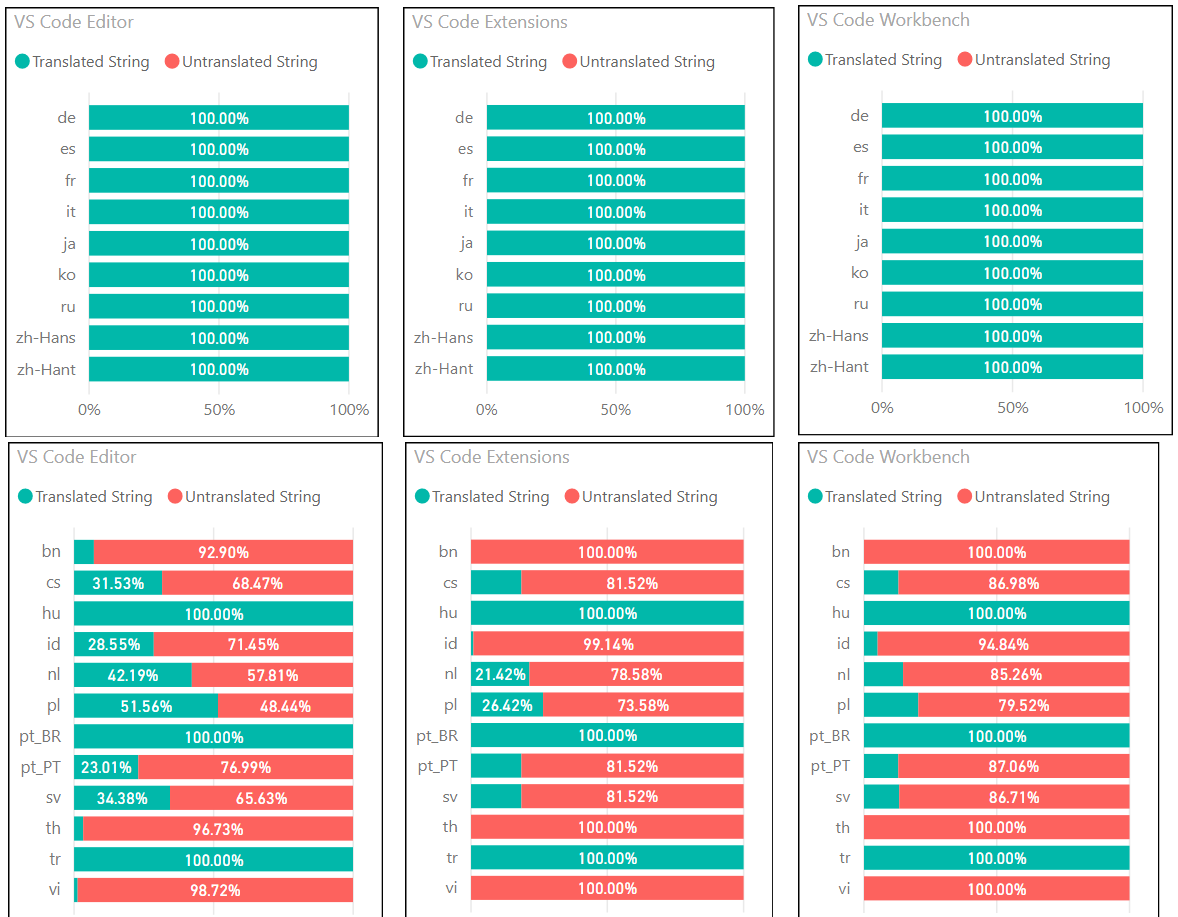 VS Code Editor
Translated String Untranslated String
de 100.00%
es 100.00%
fr 100.00%
it 100.00%
ja 100.00%
ko 100.00%
ru 100.00%
zh-Hans 100.00%
zh-Hant 100.00%
0% 50% 100%
VS Code Extensions
Translated String Untranslated String
de 100.00%
es 100.00%
fr 100.00%
it 100.00%
ja 100.00%
ko 100.00%
ru 100.00%
zh-Hans 100.00%
zh-Hant 100.00%
0% 50% 100%
VS Code Workbench
Translated String Untranslated String
de 100.00%
es 100.00%
fr 100.00%
it 100.00%
ja 100.00%
ko 100.00%
ru 100.00%
zh-Hans 100.00%
zh-Hant 100.00%
0% 50% 100%
VS Code Editor
Translated String Untranslated String
bn 92.90%
cs 31.53% 68.47%
hu 100.00%
id 28.55% 71.45%
nl 42.19% 57.81%
pl 51.56% 48.44%
pt_BR 100.00%
pt_PT 23.01% 76.99%
sv 34.38% 65.63%
th 96.73%
tr 100.00%
vi 98.72%
VS Code Extensions
Translated String Untranslated String
bn 100.00%
cs 81.52%
hu 100.00%
id 99.14%
nl 21.42% 78.58%
pl 26.42% 73.58%
pt_BR 100.00%
pt_PT 81.52%
sv 81.52%
th 100.00%
tr 100.00%
vi 100.00%
VS Code Workbench
Translated String Untranslated String
bn 100.00%
cs 86.98%
hu 100.00%
id 94.84%
nl 85.26%
pl 79.52%
pt_BR 100.00%
pt_PT 87.06%
sv 86.71%
th 100.00%
tr 100.00%
vi 100.00%